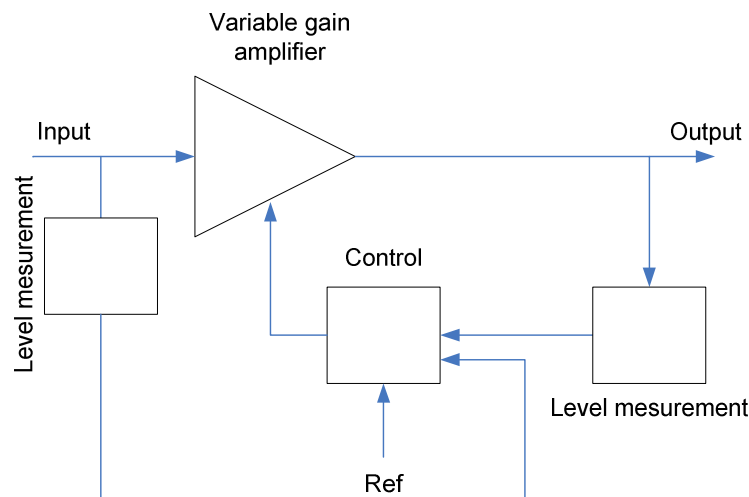 Variable gain
amplifier
Input
Output
Level mesurement
Control
Level mesurement
Ref